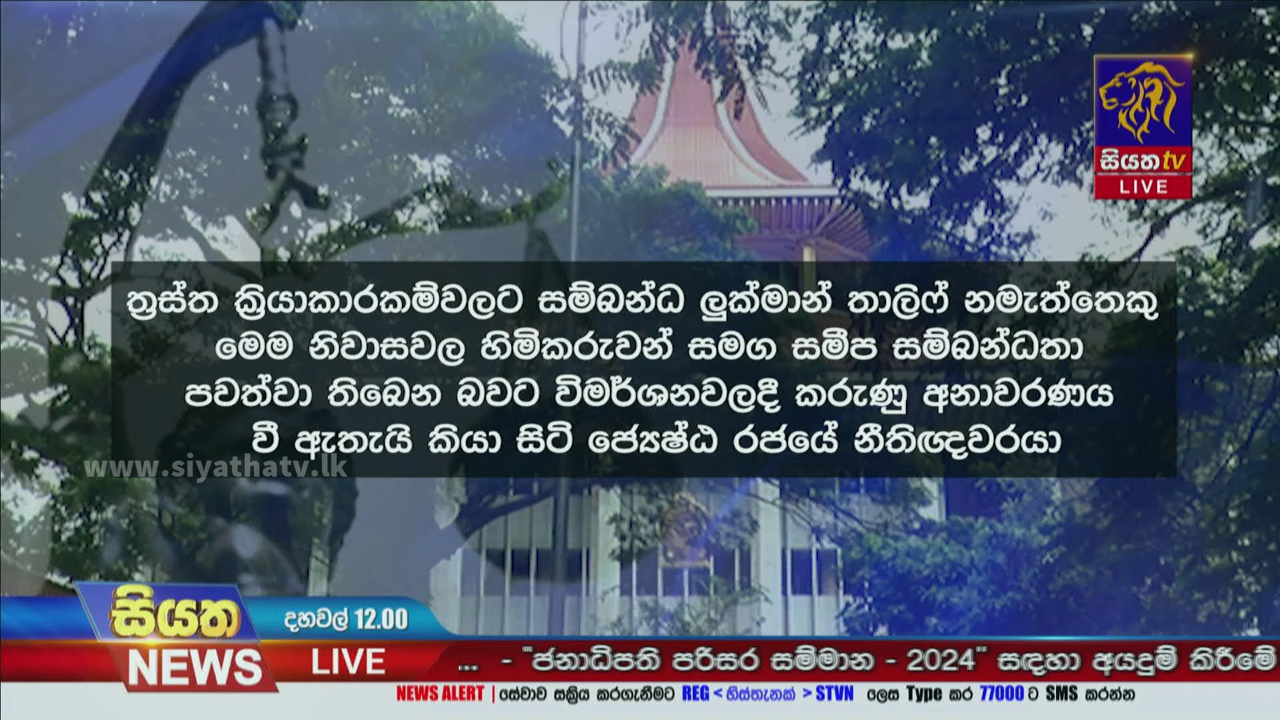 සියත tv
LIVE
ත්‍රස්ත ක්‍රියාකාරකම්වලට සම්බන්ධ ලුක්මාන් තාලිෆ් නමැත්තෙකු
මෙම නිවාසවල හිමිකරුවන් සමග සමීප සම්බන්ධතා
පවත්වා තිබෙන බවට විමර්ශනවලදී කරුණු අනාවරණය
වී ඇතැයි කියා සිටි ජ්‍යෙෂ්ඨ රජයේ නීතිඥවරයා
www.siyathatv.lk
සියත දහවල් 12.00
NEWS LIVE ... - "ජනාධිපති පරිසර සම්මාන - 2024" සඳහා අයදුම් කිරීමේ
NEWS ALERT | සේවාව සක්‍රිය කරගැනීමට REG < හිස්තැනක් > STVN ලෙස Type කර 77000 ට SMS කරන්න